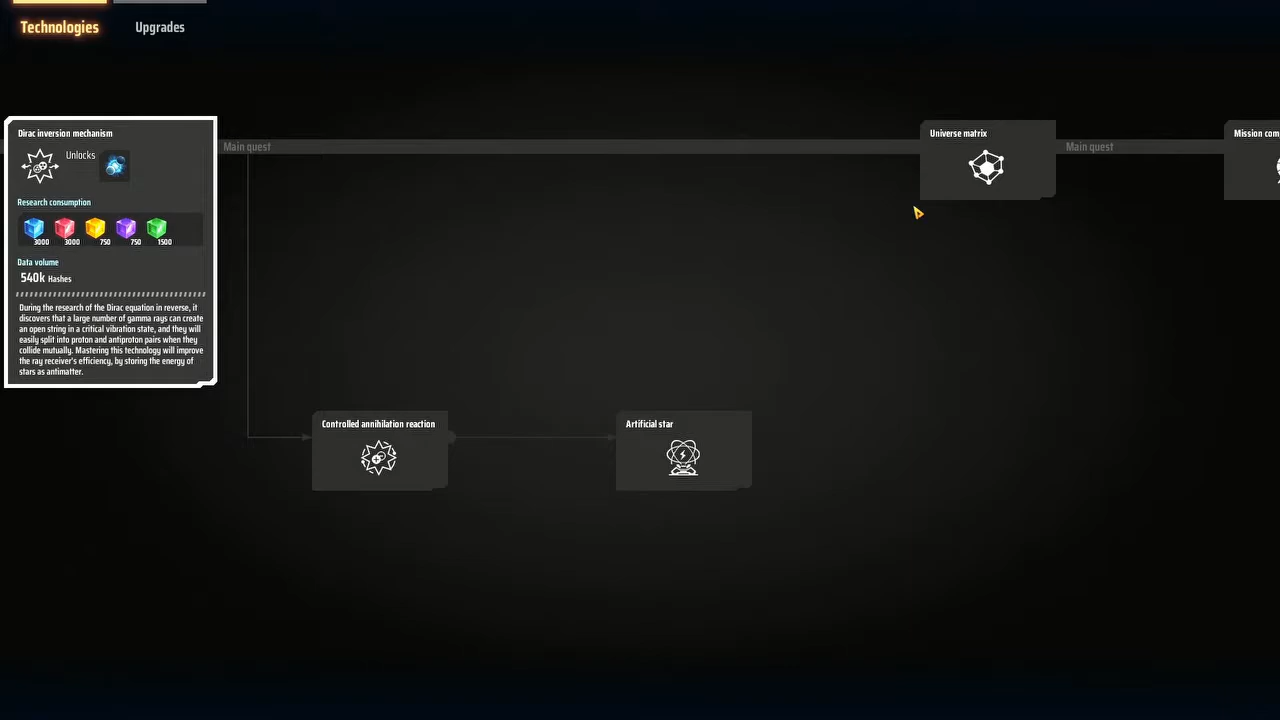 Technologies
Upgrades
Dirac inversion mechanism
Unlocks
Research consumption
3000 3000 750 750 1500
Data volume
540k Hashes
During the research of the Dirac equation in reverse, it
discovers that a large number of gamma rays can create
an open string in a critical vibration state, and they will
easily split into proton and antiproton pairs when they
collide mutually. Mastering this technology will improve
the ray receiver's efficiency, by storing the energy of
stars as antimatter.
Main quest
Universe matrix
Main quest
Mission com
Controlled annihilation reaction
Artificial star